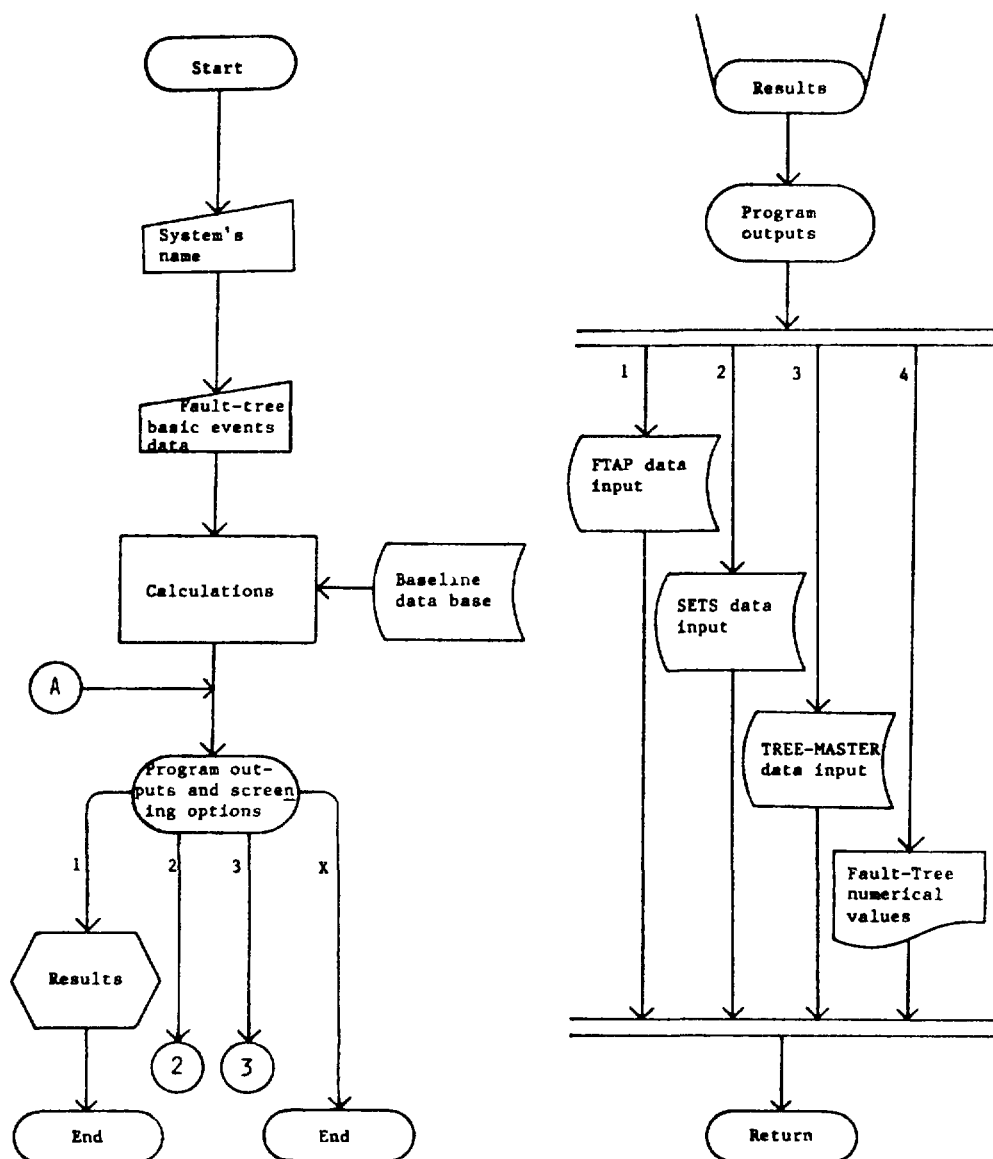 Start
System's
name
Fault-tree
basic events
data
Calculations
Baseline
data base
A
Program out-
puts and screen
ing options
1
2
3
X
Results
2
3
End
End
Results
Program
outputs
1
2
3
4
FTAP data
input
SETS data
input
TREE-MASTER
data input
Fault-Tree
numerical
values
Return